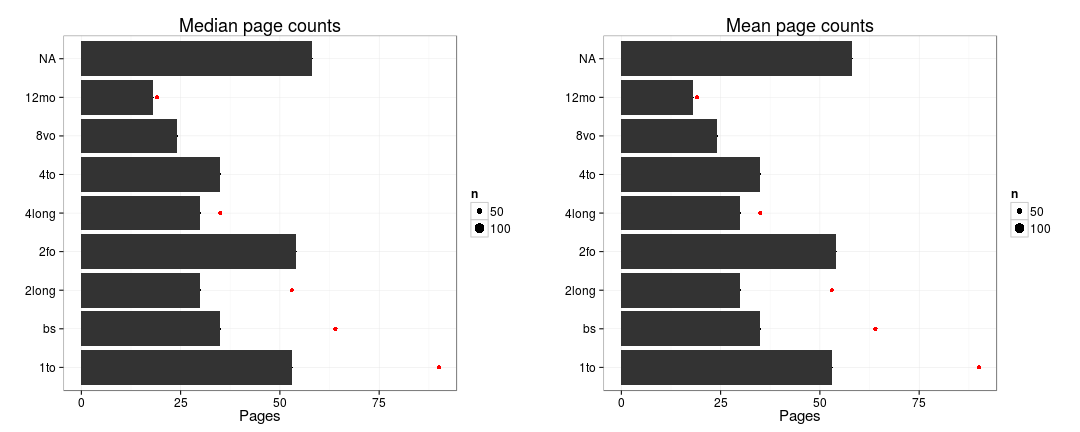 Median page counts
NA
12mo
8vo
4to
4long
2fo
2long
bs
1to
0 25 50 75
Pages
n
50
100
Mean page counts
NA
12mo
8vo
4to
4long
2fo
2long
bs
1to
0 25 50 75
Pages
n
50
100